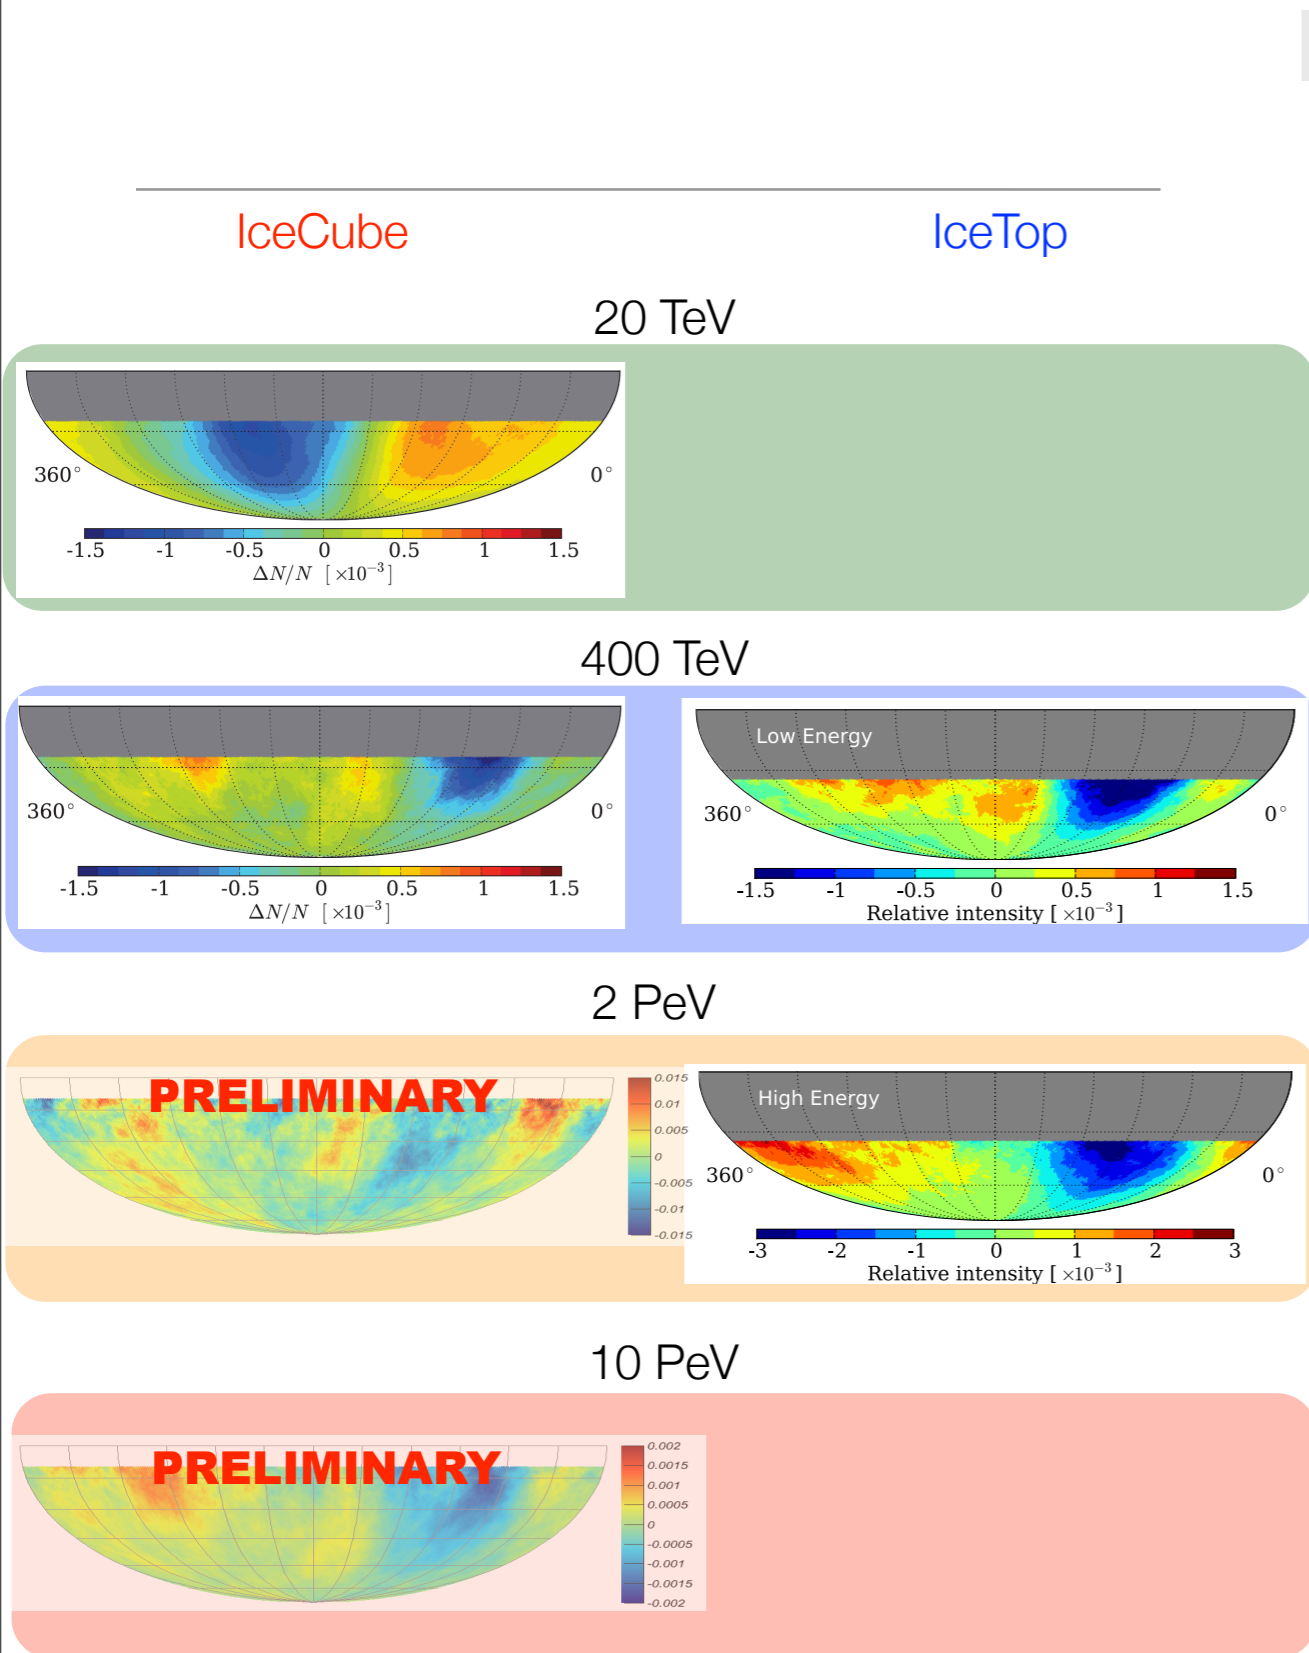 IceCube IceTop
20 TeV
360° 0°
-1.5 -1 -0.5 0 0.5 1 1.5
ΔN/N [×10⁻³]
400 TeV
360° 0°
-1.5 -1 -0.5 0 0.5 1 1.5
ΔN/N [×10⁻³]
Low Energy
360° 0°
-1.5 -1 -0.5 0 0.5 1 1.5
Relative intensity [×10⁻³]
2 PeV
PRELIMINARY
0.015
0.01
0.005
0
-0.005
-0.01
-0.015
High Energy
360° 0°
-3 -2 -1 0 1 2 3
Relative intensity [×10⁻³]
10 PeV
PRELIMINARY
0.002
0.0015
0.001
0.0005
0
-0.0005
-0.001
-0.0015
-0.002